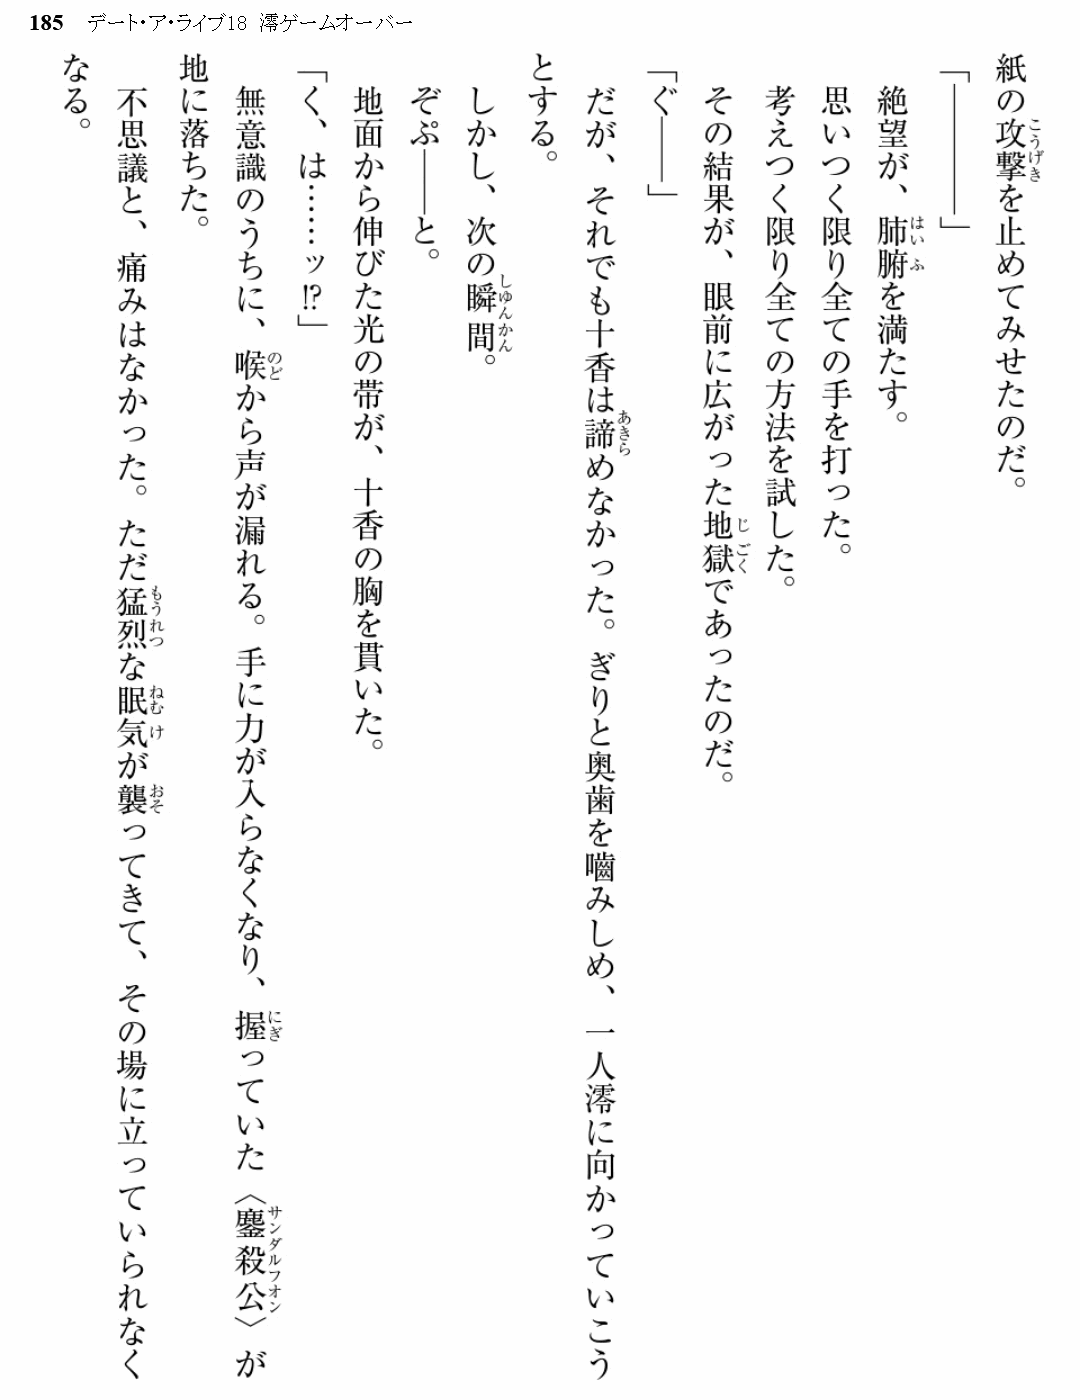 185 デート・ア・ライブ18 澪ゲームオーバー
紙の攻撃を止めてみせたのだ。
「――――」
絶望が、肺腑を満たす。
思いつく限り全ての手を打った。
考えつく限り全ての方法を試した。
その結果が、眼前に広がった地獄であったのだ。
「ぐ――」
だが、それでも十香は諦めなかった。ぎりと奥歯を嚙みしめ、一人澪に向かっていこう
とする。
しかし、次の瞬間。
ぞぷ――と。
地面から伸びた光の帯が、十香の胸を貫いた。
「く、は……ッ!?」
無意識のうちに、喉から声が漏れる。手に力が入らなくなり、握っていた〈鏖殺公〉が
地に落ちた。
不思議と、痛みはなかった。ただ猛烈な眠気が襲ってきて、その場に立っていられなく
なる。